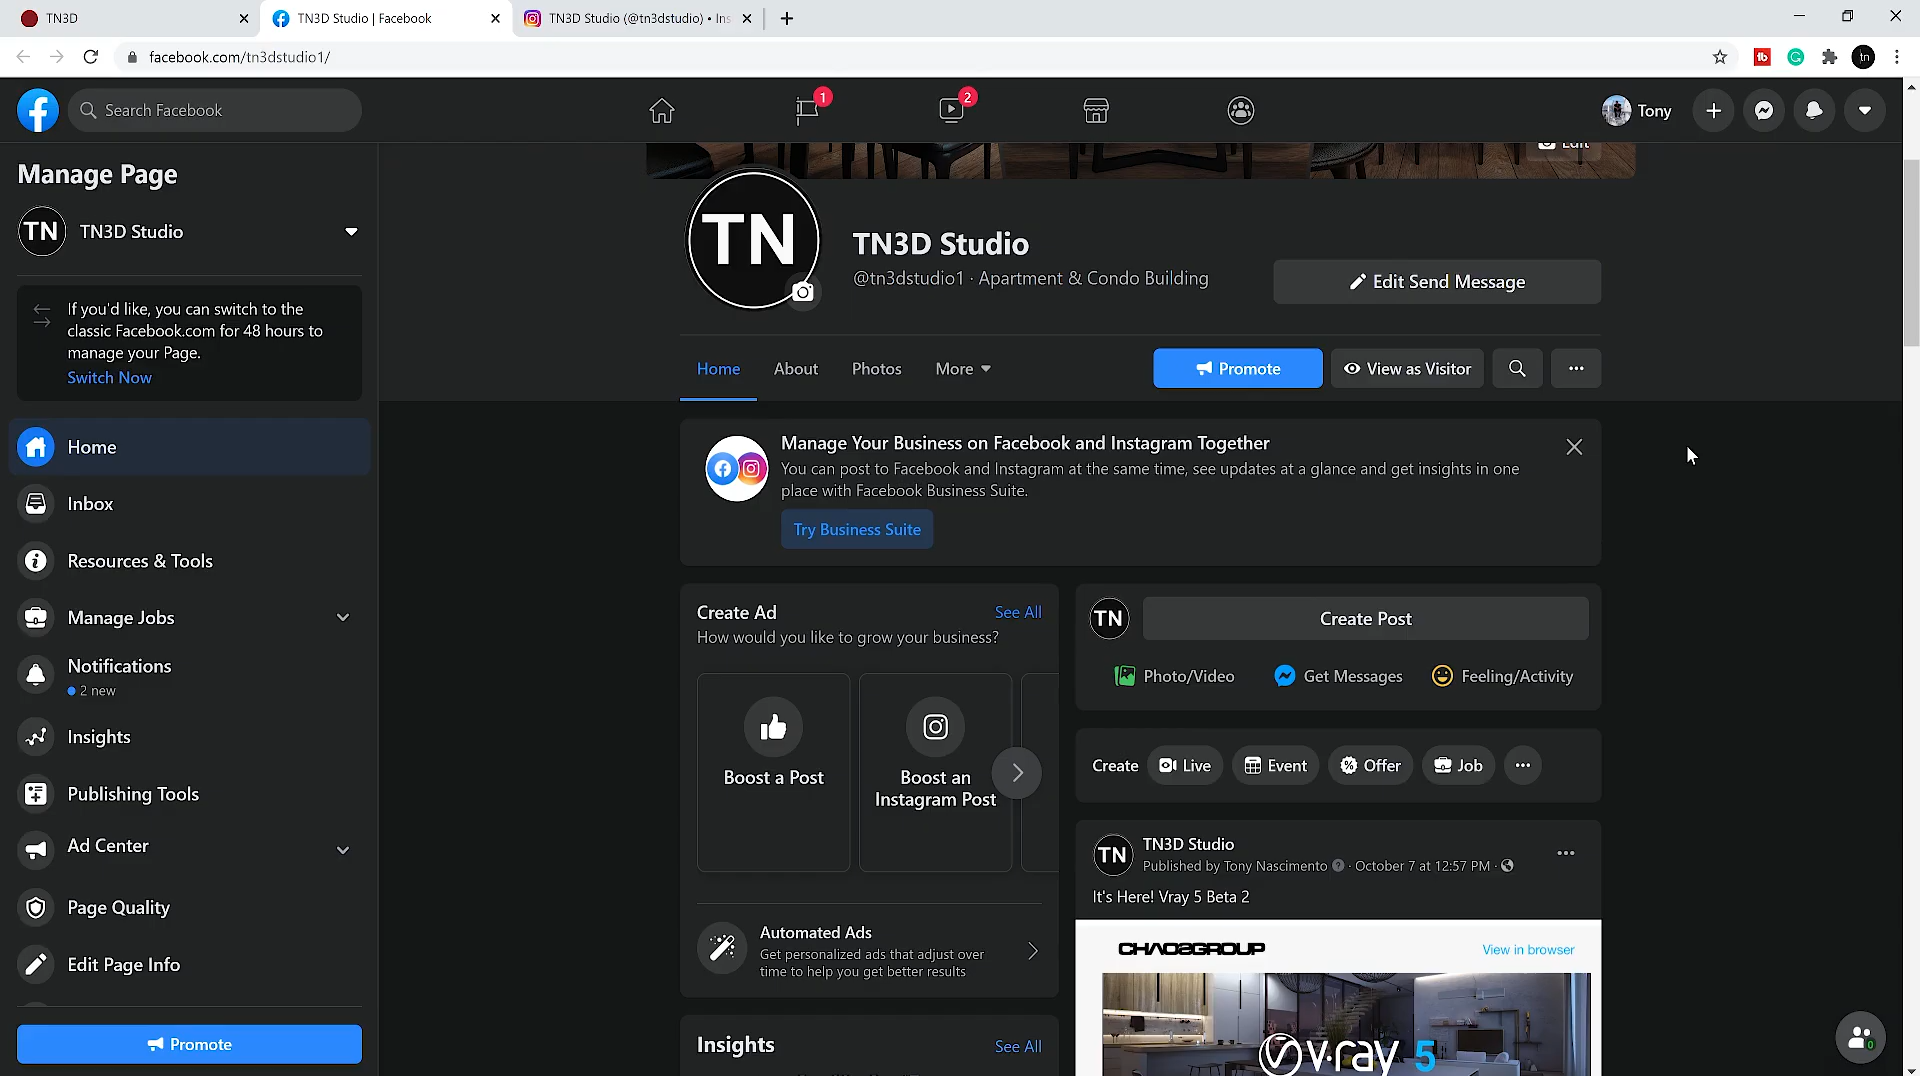 TN3D
TN3D Studio | Facebook
TN3D Studio (@tn3dstudio) • Ins
facebook.com/tn3dstudio1/
tb
tn
Search Facebook
1
2
Tony
Manage Page
TN
TN3D Studio
If you'd like, you can switch to the
classic Facebook.com for 48 hours to
manage your Page.
Switch Now
Home
Inbox
Resources & Tools
Manage Jobs
Notifications
2 new
Insights
Publishing Tools
Ad Center
Page Quality
Edit Page Info
Promote
Edit
TN
TN3D Studio
@tn3dstudio1 · Apartment & Condo Building
Edit Send Message
Home
About
Photos
More
Promote
View as Visitor
Manage Your Business on Facebook and Instagram Together
You can post to Facebook and Instagram at the same time, see updates at a glance and get insights in one
place with Facebook Business Suite.
Try Business Suite
Create Ad
See All
How would you like to grow your business?
Boost a Post
Boost an
Instagram Post
Automated Ads
Get personalized ads that adjust over
time to help you get better results
Insights
See All
TN
Create Post
Photo/Video
Get Messages
Feeling/Activity
Create
Live
Event
Offer
Job
TN
TN3D Studio
Published by Tony Nascimento · October 7 at 12:57 PM ·
It's Here! Vray 5 Beta 2
CHAOSGROUP
View in browser
v·ray 5
0